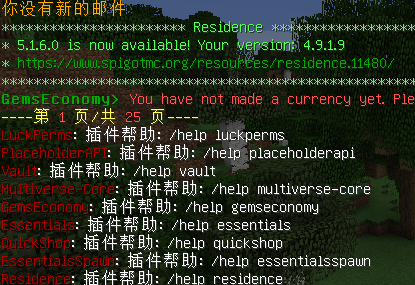 你没有新的邮件
************************ Residence ************************
* 5.1.6.0 is now available! Your version: 4.9.1.9
* https://www.spigotmc.org/resources/residence.11480/
***********************************************************
GemsEconomy> You have not made a currency yet. Ple
----第 1 页/共 25 页----
LuckPerms: 插件帮助: /help luckperms
PlaceholderAPI: 插件帮助: /help placeholderapi
Vault: 插件帮助: /help vault
Multiverse-Core: 插件帮助: /help multiverse-core
GemsEconomy: 插件帮助: /help gemseconomy
Essentials: 插件帮助: /help essentials
QuickShop: 插件帮助: /help quickshop
EssentialsSpawn: 插件帮助: /help essentialsspawn
Residence: 插件帮助: /help residence